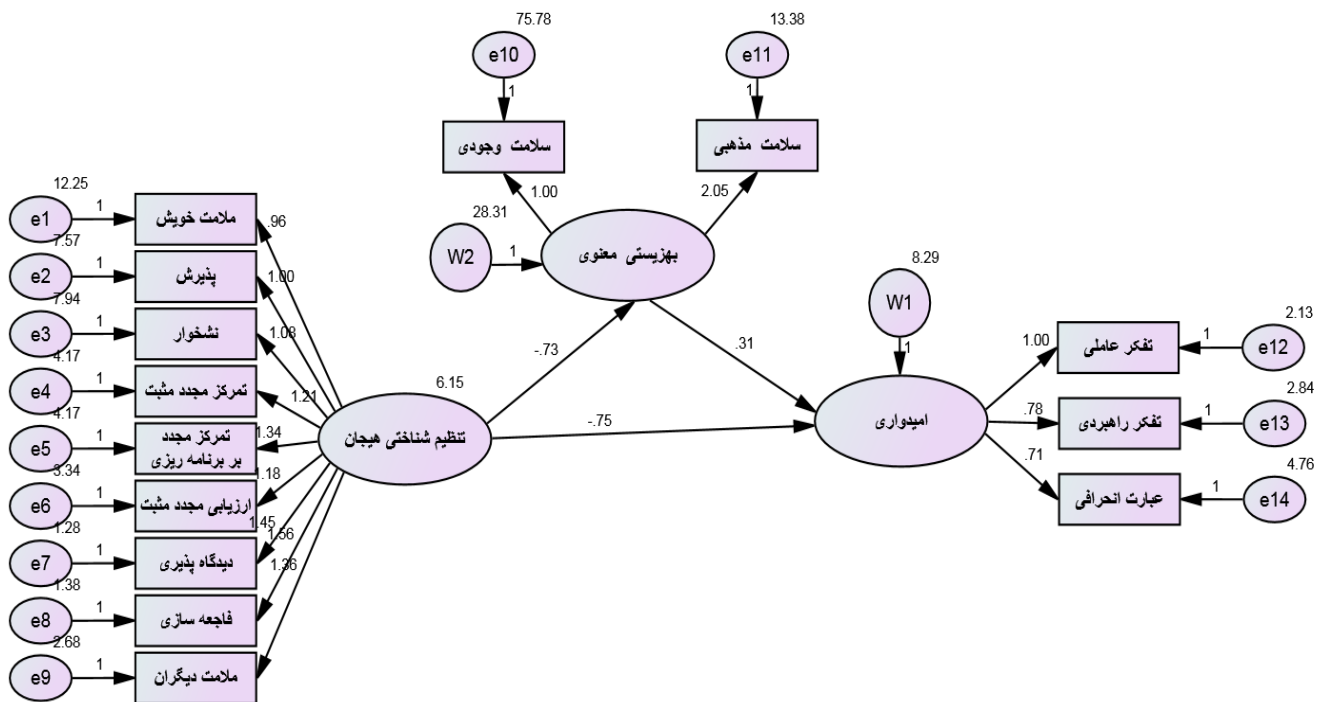 75.78
e10
1
13.38
e11
1
سلامت وجودی
سلامت مذهبی
1.00
2.05
28.31
W2
1
بهزیستی معنوی
12.25
e1
1
ملامت خویش
.96
7.57
e2
1
پذیرش
1.00
7.94
e3
1
نشخوار
1.08
4.17
e4
1
تمرکز مجدد مثبت
1.21
4.17
e5
1
تمرکز مجدد
بر برنامه ریزی
1.34
3.34
e6
1
ارزیابی مجدد مثبت
1.18
1.28
e7
1
دیدگاه پذیری
1.45
1.38
e8
1
فاجعه سازی
1.56
2.68
e9
1
ملامت دیگران
1.36
6.15
تنظیم شناختی هیجان
-.73
.31
-.75
8.29
W1
1
امیدواری
1.00
تفکر عاملی
1
2.13
e12
.78
تفکر راهبردی
1
2.84
e13
.71
عبارت انحرافی
1
4.76
e14